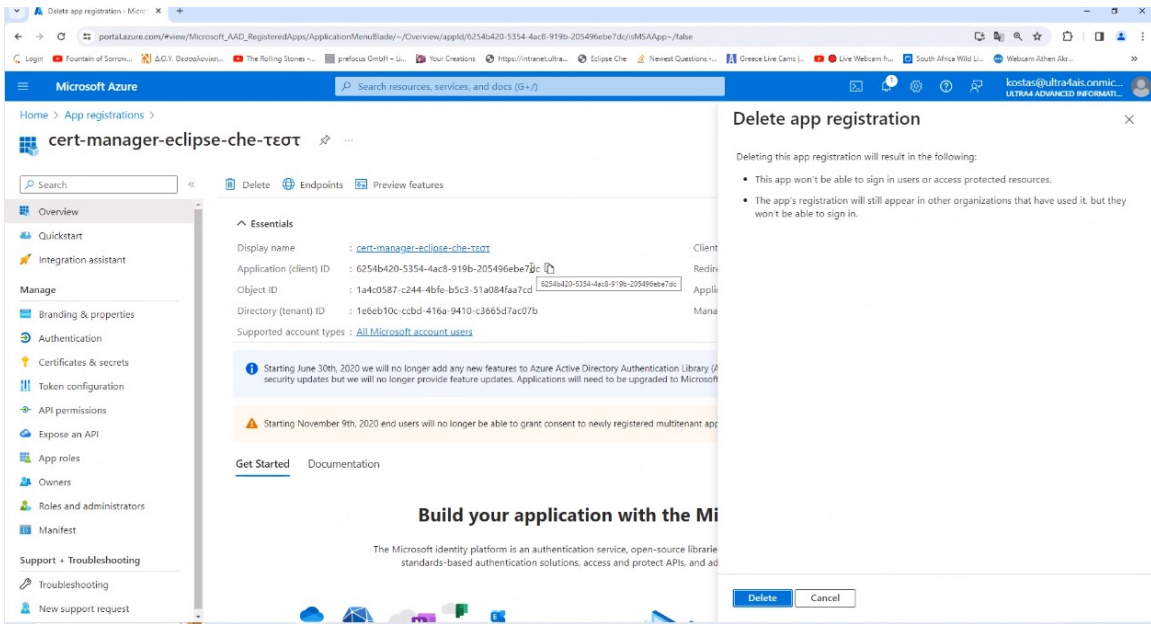 Delete app registration - Micro
portal.azure.com/#view/Microsoft_AAD_RegisteredApps/ApplicationMenuBlade/~/Overview/appId/6254b420-5354-4ac8-919b-205496ebe7dc/isMSAApp~/false
Login Fountain of Sorrow... The Rolling Stones -... prefocus GmbH – Li... Your Creations https://intranet.ultra... Eclipse Che Newest Questions -... Greece Live Cams |... Live Webcam fr... South Africa Wild Li... Webcam Athen Akr... »
Microsoft Azure
Search resources, services, and docs (G+/)
1
kostas@ultra4ais.onmic...
ULTRA4 ADVANCED INFORMATI...
Home > App registrations >
cert-manager-eclipse-che-τεστ
Search
Overview
Quickstart
Integration assistant
Manage
Branding & properties
Authentication
Certificates & secrets
Token configuration
API permissions
Expose an API
App roles
Owners
Roles and administrators
Manifest
Support + Troubleshooting
Troubleshooting
New support request
Delete Endpoints Preview features
Essentials
Display name : cert-manager-eclipse-che-τεστ Client
Application (client) ID : 6254b420-5354-4ac8-919b-205496ebe7dc Redire
6254b420-5354-4ac8-919b-205496ebe7dc
Object ID : 1a4c0587-c244-4bfe-b5c3-51a084faa7cd Applic
Directory (tenant) ID : 1e6eb10c-ccbd-416a-9410-c3665d7ac07b Mana
Supported account types : All Microsoft account users
Starting June 30th, 2020 we will no longer add any new features to Azure Active Directory Authentication Library (A
security updates but we will no longer provide feature updates. Applications will need to be upgraded to Microsoft
Starting November 9th, 2020 end users will no longer be able to grant consent to newly registered multitenant app
Get Started Documentation
Build your application with the Mi
The Microsoft identity platform is an authentication service, open-source librarie
standards-based authentication solutions, access and protect APIs, and ad
Delete app registration
Deleting this app registration will result in the following:
• This app won't be able to sign in users or access protected resources.
• The app's registration will still appear in other organizations that have used it, but they
won't be able to sign in.
Delete Cancel